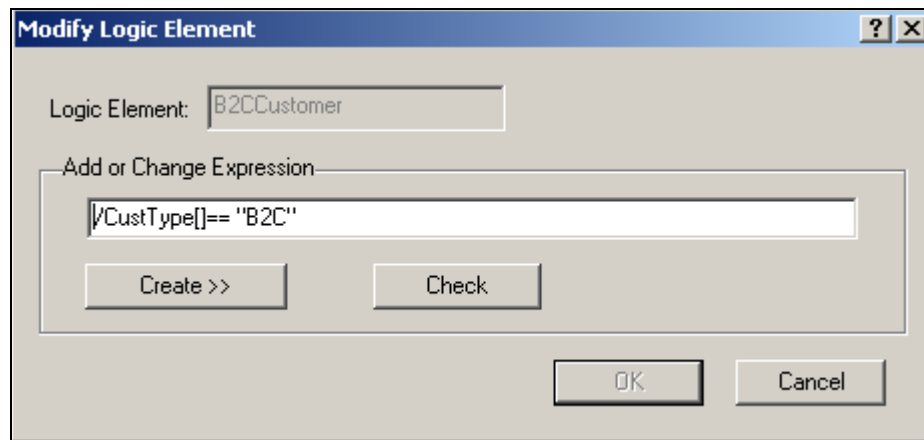 Modify Logic Element
?
Logic Element: B2CCustomer
Add or Change Expression
/CustType[]== "B2C"
Create >> Check
OK Cancel